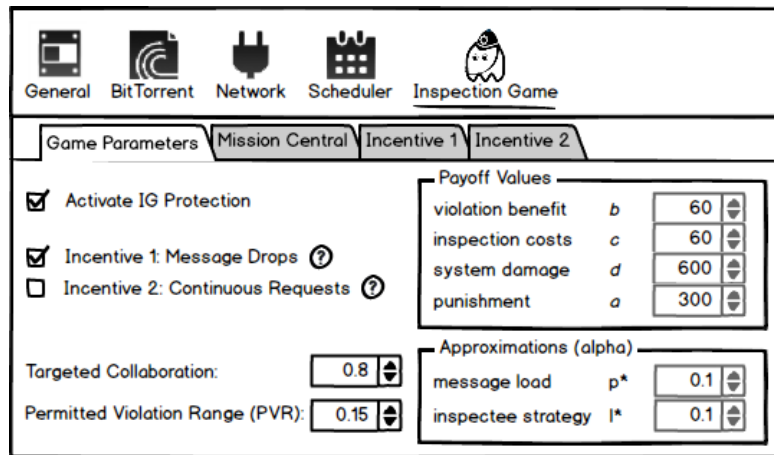 General BitTorrent Network Scheduler Inspection Game
Game Parameters Mission Central Incentive 1 Incentive 2
Activate IG Protection
Incentive 1: Message Drops ?
Incentive 2: Continuous Requests ?
Targeted Collaboration: 0.8
Permitted Violation Range (PVR): 0.15
Payoff Values
violation benefit b 60
inspection costs c 60
system damage d 600
punishment a 300
Approximations (alpha)
message load p* 0.1
inspectee strategy l* 0.1